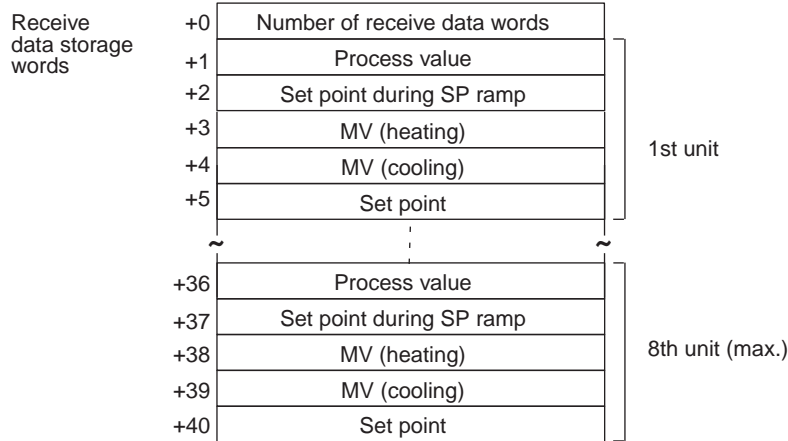 Receive
data storage
words
+0 Number of receive data words
+1 Process value
+2 Set point during SP ramp
+3 MV (heating)
+4 MV (cooling)
+5 Set point
1st unit
~ ~
+36 Process value
+37 Set point during SP ramp
+38 MV (heating)
+39 MV (cooling)
+40 Set point
8th unit (max.)